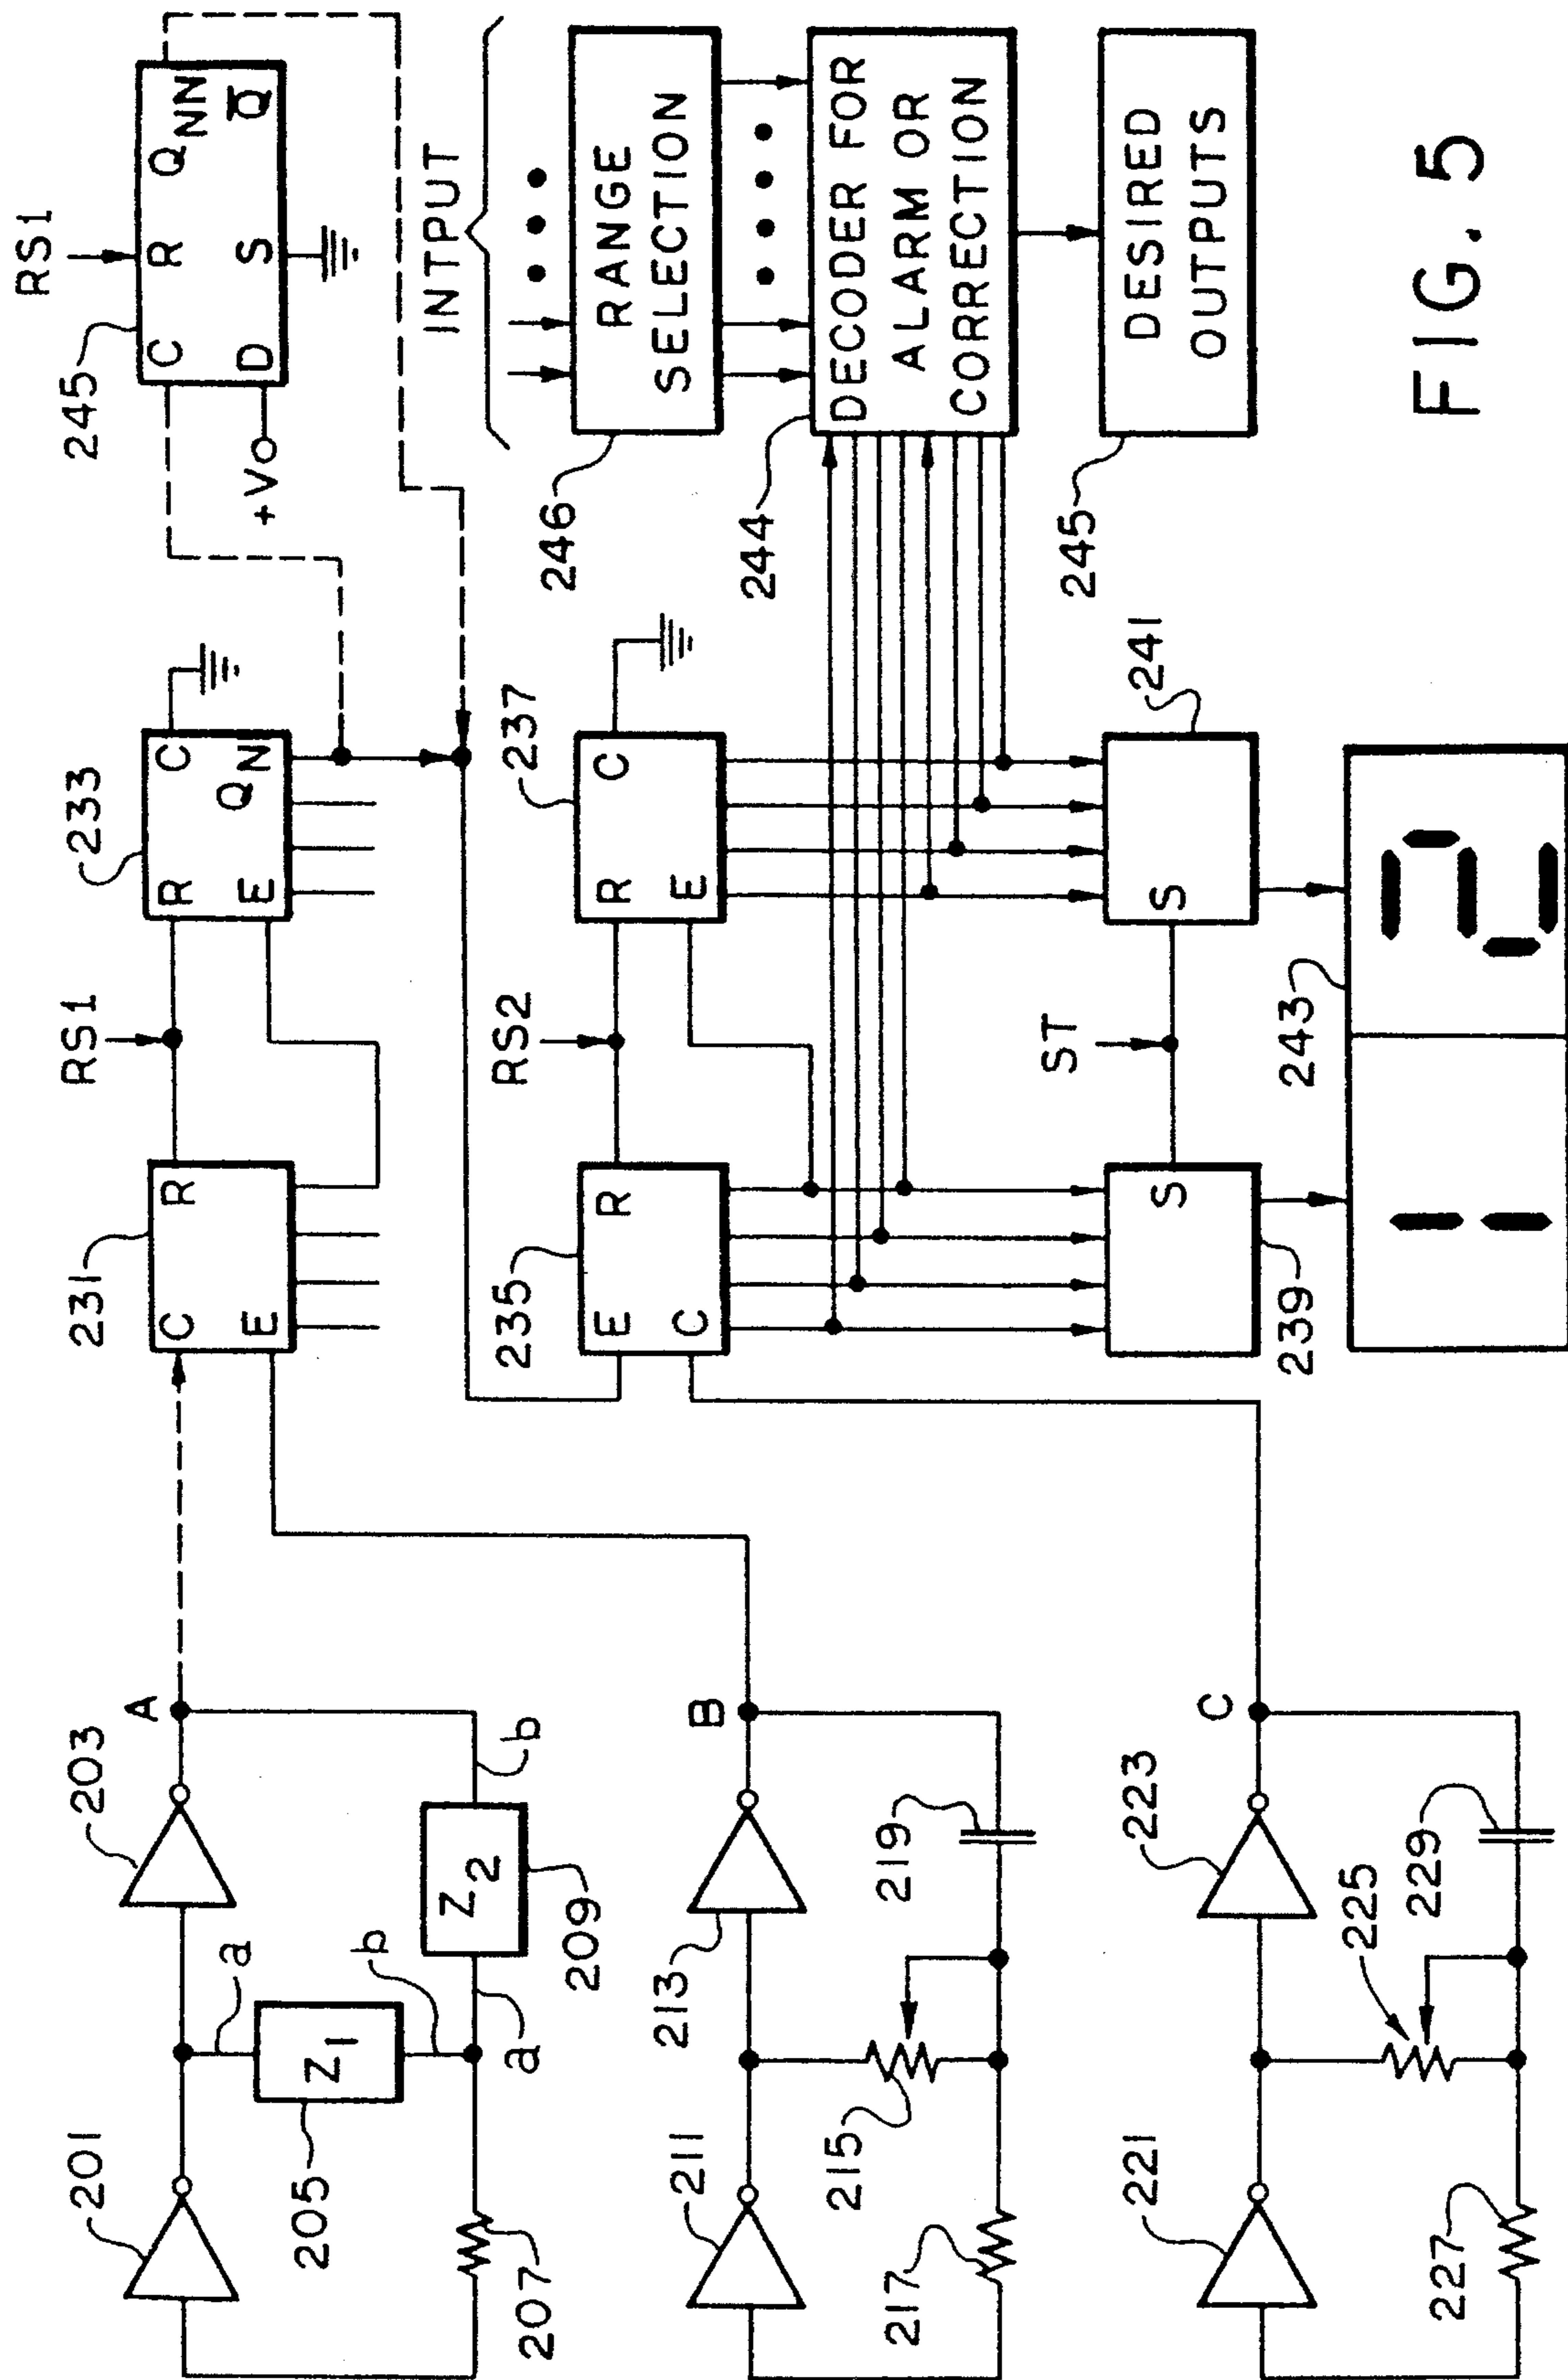 201
203
A
a
205
Z1
b
207
a
Z2
209
b
211
213
B
215
217
219
221
223
C
225
227
229
231
C
R
E
RS1
233
R
C
E
QN
RS1
245
C
R
QNN
D
S
Q̅
+V
235
E
R
C
RS2
237
R
C
E
239
S
ST
241
S
243
12
INTPUT
246
RANGE
SELECTION
244
DECODER FOR
ALARM OR
CORRECTION
245
DESIRED
OUTPUTS
FIG. 5